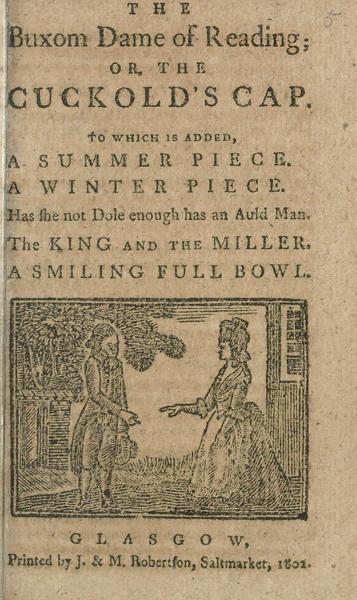 THE
Buxom Dame of Reading;
OR, THE
CUCKOLD'S CAP.
TO WHICH IS ADDED,
A SUMMER PIECE.
A WINTER PIECE.
Has she not Dole enough has an Auld Man.
The KING AND THE MILLER.
A SMILING FULL BOWL.
GLASGOW,
Printed by J. & M. Robertson, Saltmarket, 1802.
5